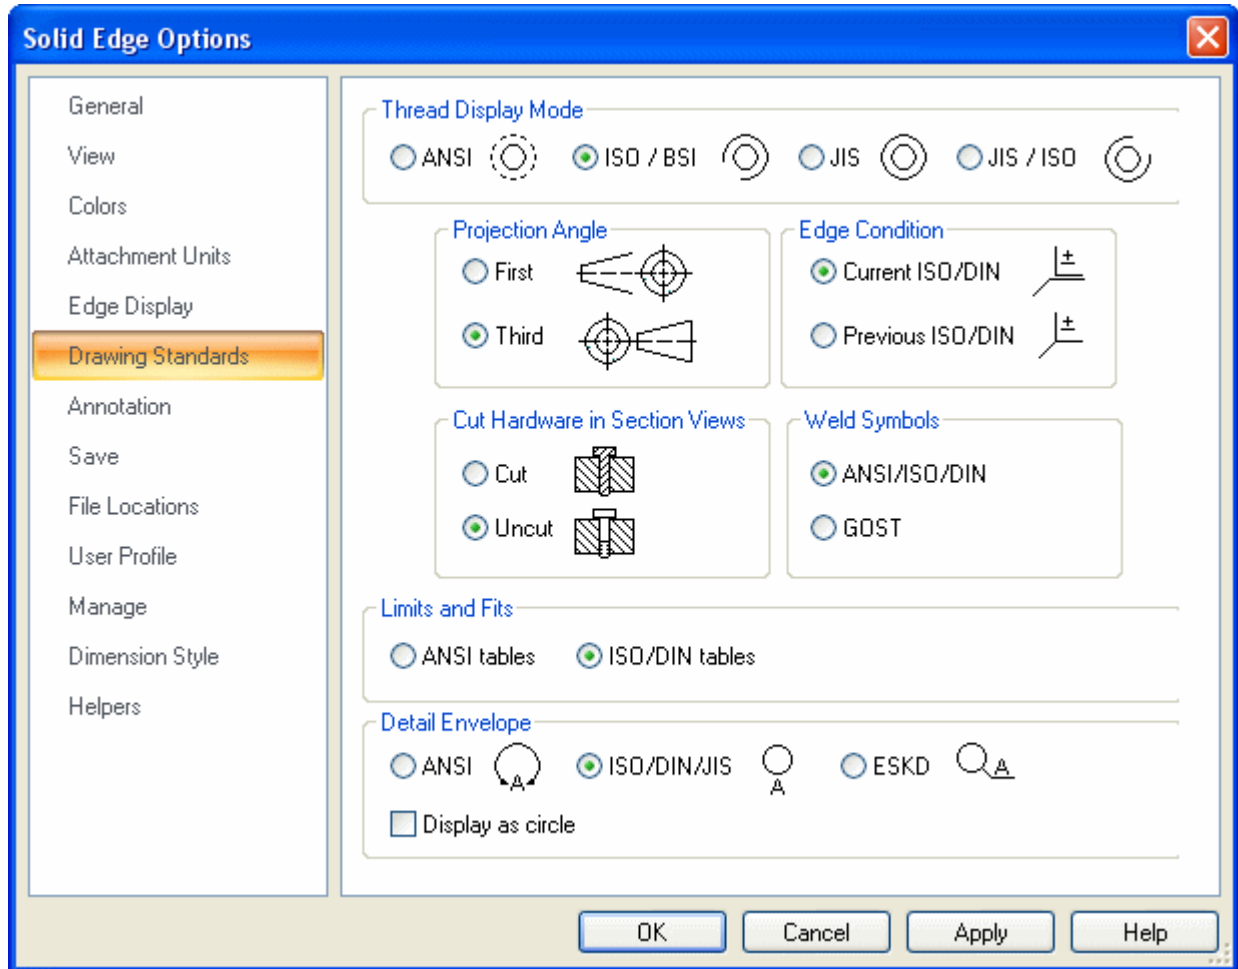 Solid Edge Options
General
View
Colors
Attachment Units
Edge Display
Drawing Standards
Annotation
Save
File Locations
User Profile
Manage
Dimension Style
Helpers
Thread Display Mode
ANSI ISO / BSI JIS JIS / ISO
Projection Angle
First
Third
Edge Condition
Current ISO/DIN ±
Previous ISO/DIN ±
Cut Hardware in Section Views
Cut
Uncut
Weld Symbols
ANSI/ISO/DIN
GOST
Limits and Fits
ANSI tables ISO/DIN tables
Detail Envelope
ANSI A ISO/DIN/JIS A ESKD A
Display as circle
OK Cancel Apply Help